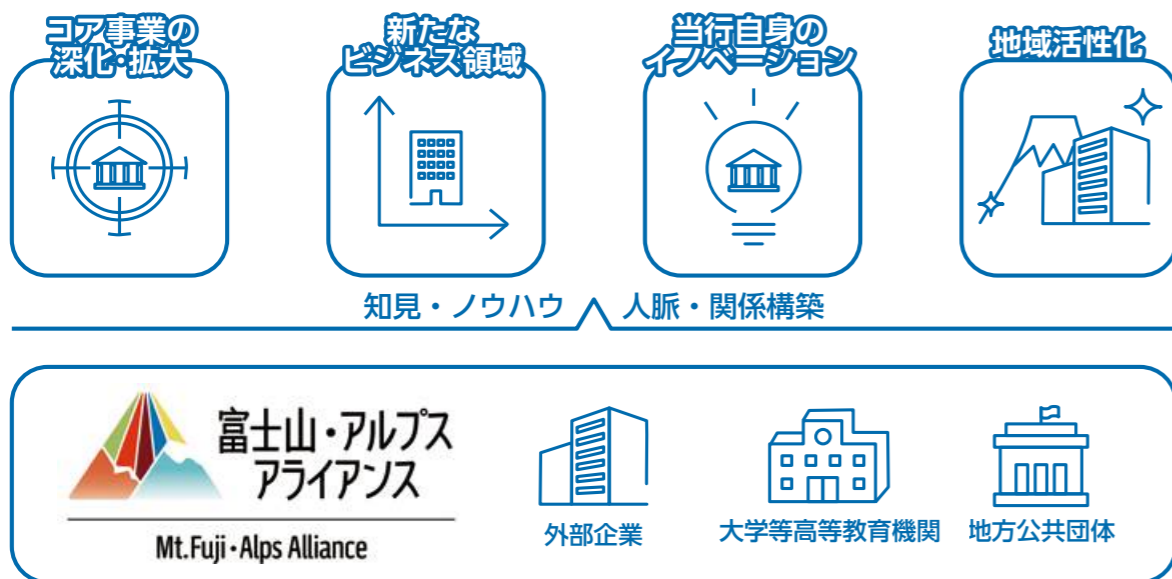 コア事業の
深化・拡大
新たな
ビジネス領域
当行自身の
イノベーション
地域活性化
知見・ノウハウ
人脈・関係構築
富士山・アルプス
アライアンス
Mt.Fuji・Alps Alliance
外部企業
大学等高等教育機関
地方公共団体